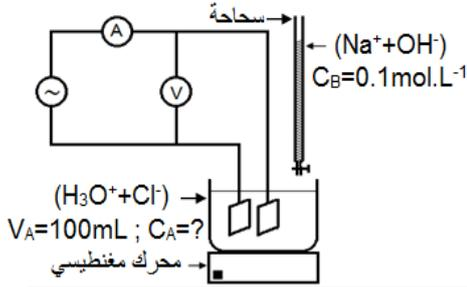 سحاحة
A
(Na⁺+OH⁻)
C_B=0.1mol.L⁻¹
~
V
(H₃O⁺+Cl⁻)
V_A=100mL ; C_A=?
محرك مغنطيسي